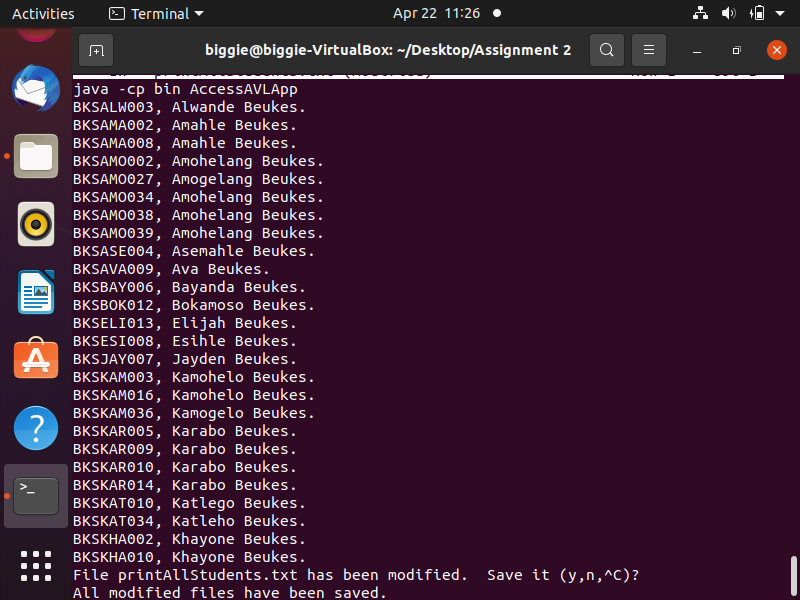 Activities
Terminal
Apr 22 11:26
biggie@biggie-VirtualBox: ~/Desktop/Assignment 2
java -cp bin AccessAVLApp
BKSALW003, Alwande Beukes.
BKSAMA002, Amahle Beukes.
BKSAMA008, Amahle Beukes.
BKSAMO002, Amohelang Beukes.
BKSAMO027, Amogelang Beukes.
BKSAMO034, Amohelang Beukes.
BKSAMO038, Amohelang Beukes.
BKSAMO039, Amohelang Beukes.
BKSASE004, Asemahle Beukes.
BKSAVA009, Ava Beukes.
BKSBAY006, Bayanda Beukes.
BKSBOK012, Bokamoso Beukes.
BKSELI013, Elijah Beukes.
BKSESI008, Esihle Beukes.
BKSJAY007, Jayden Beukes.
BKSKAM003, Kamohelo Beukes.
BKSKAM016, Kamohelo Beukes.
BKSKAM036, Kamogelo Beukes.
BKSKAR005, Karabo Beukes.
BKSKAR009, Karabo Beukes.
BKSKAR010, Karabo Beukes.
BKSKAR014, Karabo Beukes.
BKSKAT010, Katlego Beukes.
BKSKAT034, Katleho Beukes.
BKSKHA002, Khayone Beukes.
BKSKHA010, Khayone Beukes.
File printAllStudents.txt has been modified.  Save it (y,n,^C)?
All modified files have been saved.